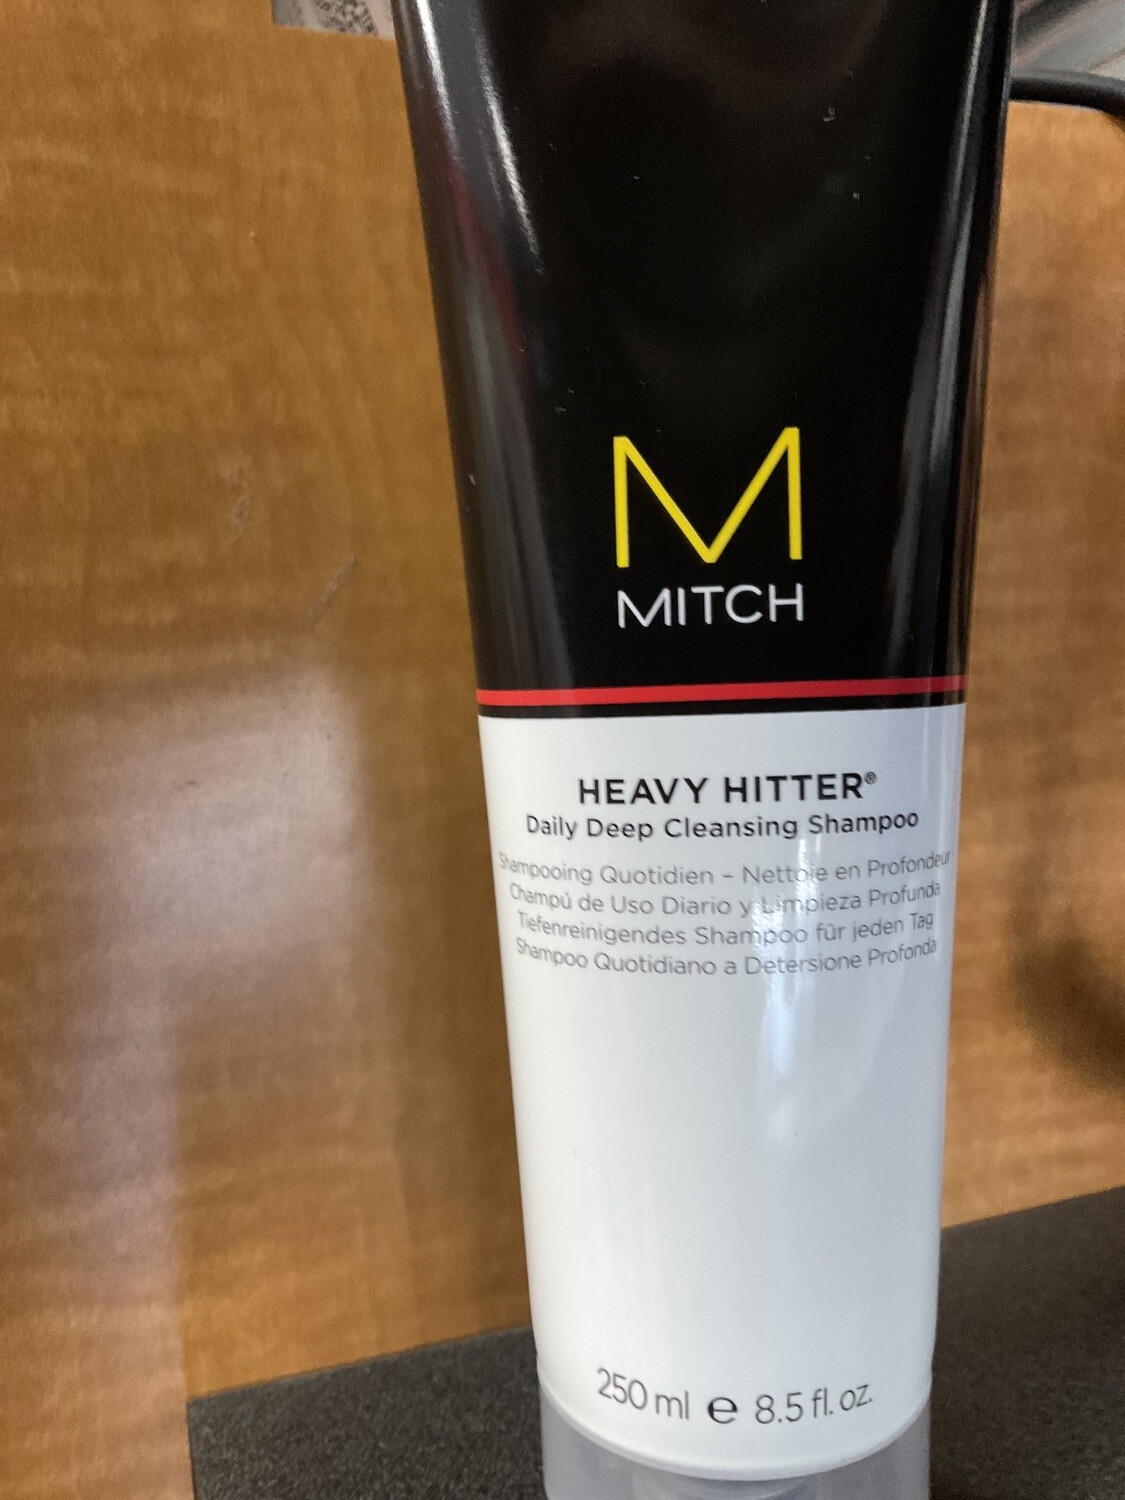 M
MITCH
HEAVY HITTER®
Daily Deep Cleansing Shampoo
Shampooing Quotidien – Nettoie en Profondeur
Champú de Uso Diario y Limpieza Profunda
Tiefenreinigendes Shampoo für jeden Tag
Shampoo Quotidiano a Detersione Profonda
250 ml ℮ 8.5 fl. oz.